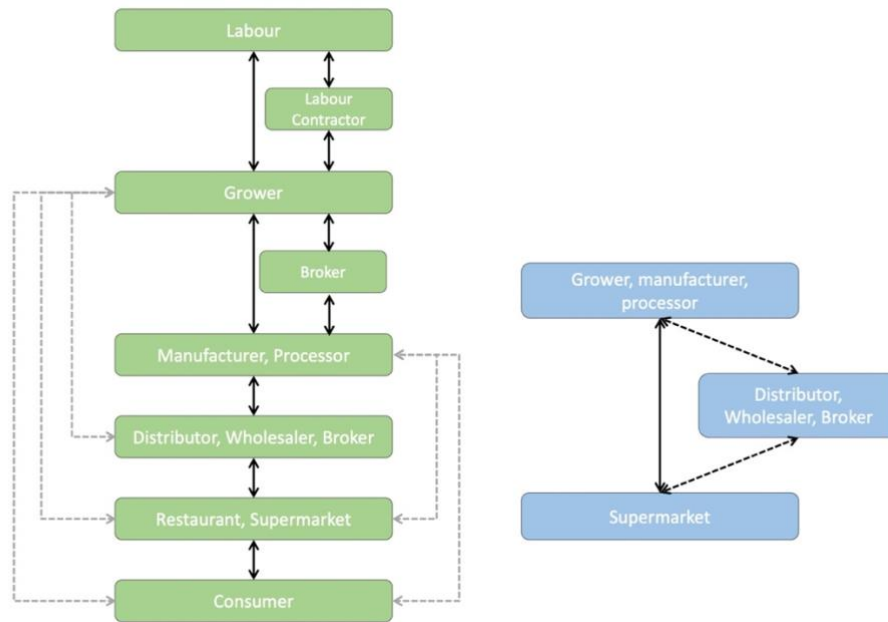 Labour
Labour
Contractor
Grower
Broker
Manufacturer, Processor
Distributor, Wholesaler, Broker
Restaurant, Supermarket
Consumer
Grower, manufacturer,
processor
Distributor,
Wholesaler, Broker
Supermarket